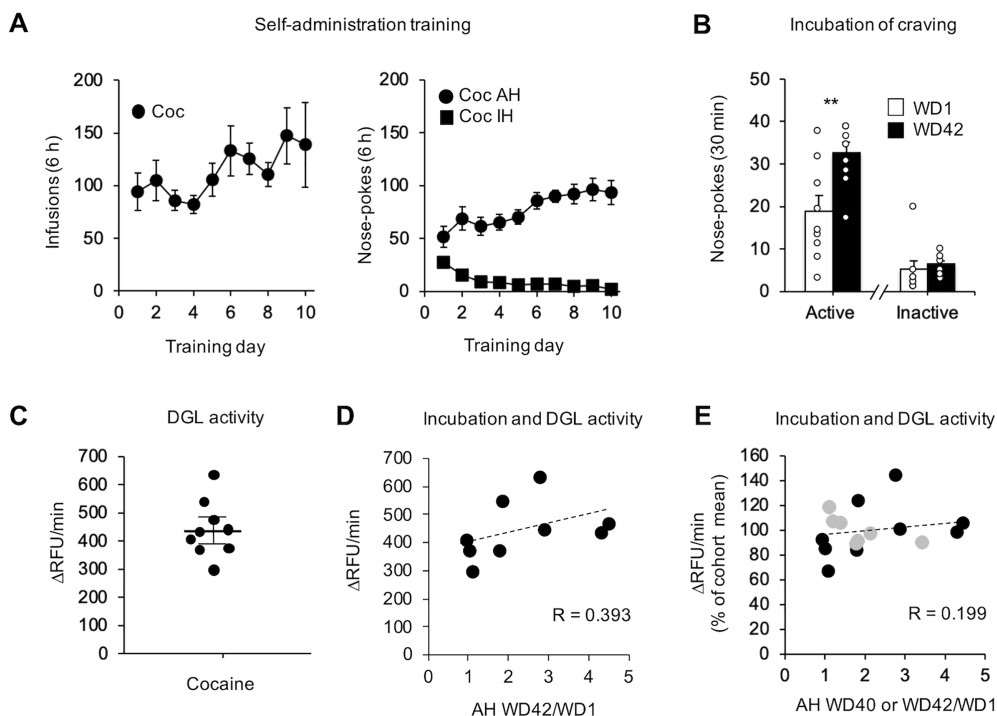 A
Self-administration training
200
150
100
50
0
Infusions (6 h)
Coc
0 2 4 6 8 10
Training day
200
150
100
50
0
Nose-pokes (6 h)
Coc AH
Coc IH
0 2 4 6 8 10
Training day
B
Incubation of craving
50
40
30
20
10
0
Nose-pokes (30 min)
**
WD1
WD42
Active Inactive
C
DGL activity
700
600
500
400
300
200
100
0
ΔRFU/min
Cocaine
D
Incubation and DGL activity
700
600
500
400
300
200
100
0
ΔRFU/min
R = 0.393
0 1 2 3 4 5
AH WD42/WD1
E
Incubation and DGL activity
160
140
120
100
80
60
40
20
0
ΔRFU/min
(% of cohort mean)
R = 0.199
0 1 2 3 4 5
AH WD40 or WD42/WD1